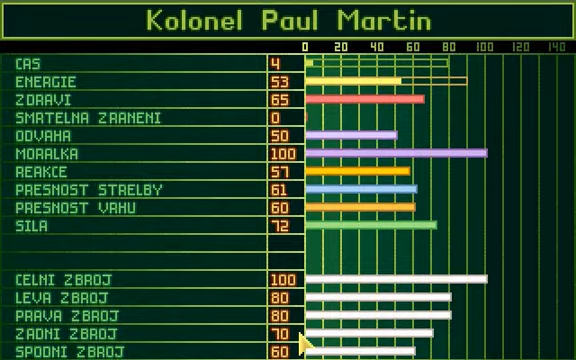 Kolonel Paul Martin
0 20 40 60 80 100 120 140
CAS 4
ENERGIE 53
ZDRAVI 65
SMRTELNA ZRANENI 0
ODVAHA 50
MORALKA 100
REAKCE 57
PRESNOST STRELBY 61
PRESNOST VRHU 60
SILA 72
CELNI ZBROJ 100
LEVA ZBROJ 80
PRAVA ZBROJ 80
ZADNI ZBROJ 70
SPODNI ZBROJ 60